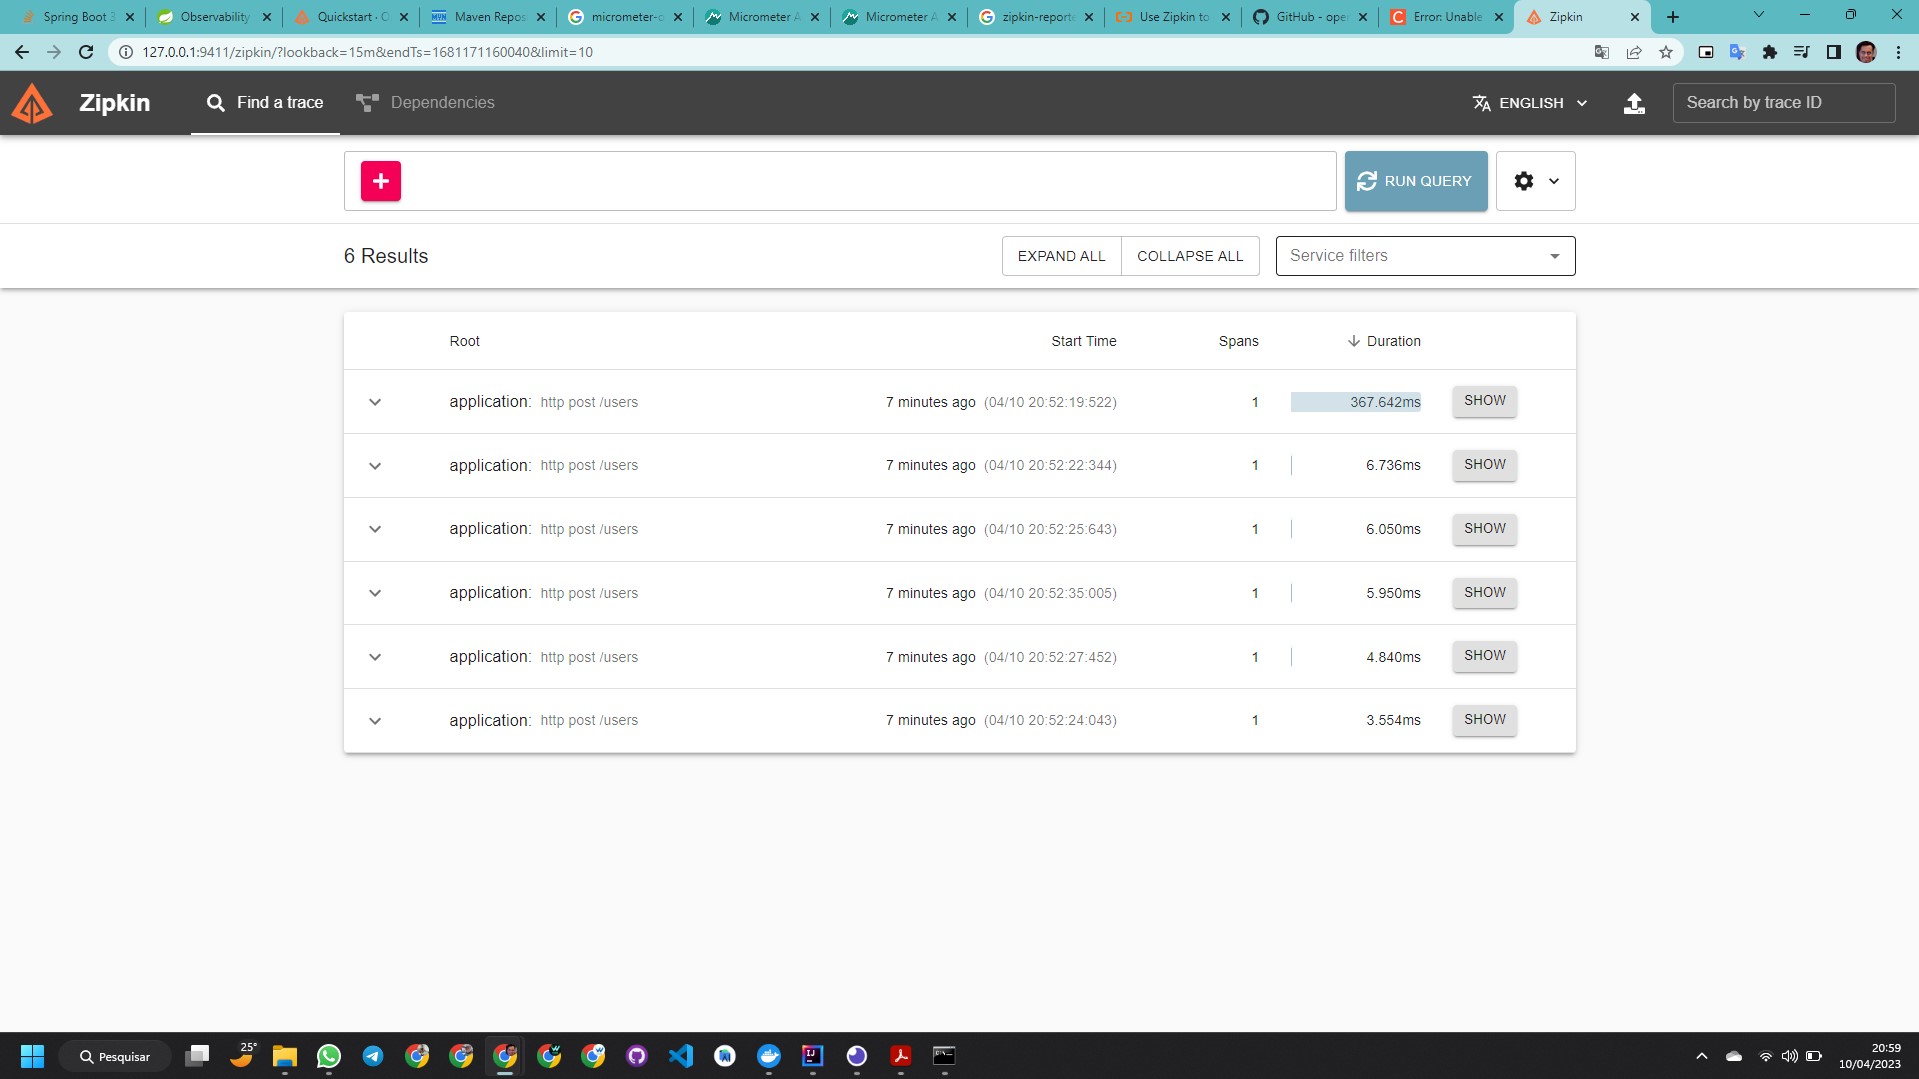 Spring Boot 3
Observability
Quickstart · O
Maven Repos
micrometer-o
Micrometer A
Micrometer A
zipkin-reporte
Use Zipkin to
GitHub - oper
Error: Unable
Zipkin
127.0.0.1:9411/zipkin/?lookback=15m&endTs=1681171160040&limit=10
Zipkin
Find a trace
Dependencies
ENGLISH
Search by trace ID
RUN QUERY
6 Results
EXPAND ALL
COLLAPSE ALL
Service filters
Root Start Time Spans Duration
application: http post /users 7 minutes ago (04/10 20:52:19:522) 1 367.642ms SHOW
application: http post /users 7 minutes ago (04/10 20:52:22:344) 1 6.736ms SHOW
application: http post /users 7 minutes ago (04/10 20:52:25:643) 1 6.050ms SHOW
application: http post /users 7 minutes ago (04/10 20:52:35:005) 1 5.950ms SHOW
application: http post /users 7 minutes ago (04/10 20:52:27:452) 1 4.840ms SHOW
application: http post /users 7 minutes ago (04/10 20:52:24:043) 1 3.554ms SHOW
Pesquisar
25°
20:59
10/04/2023